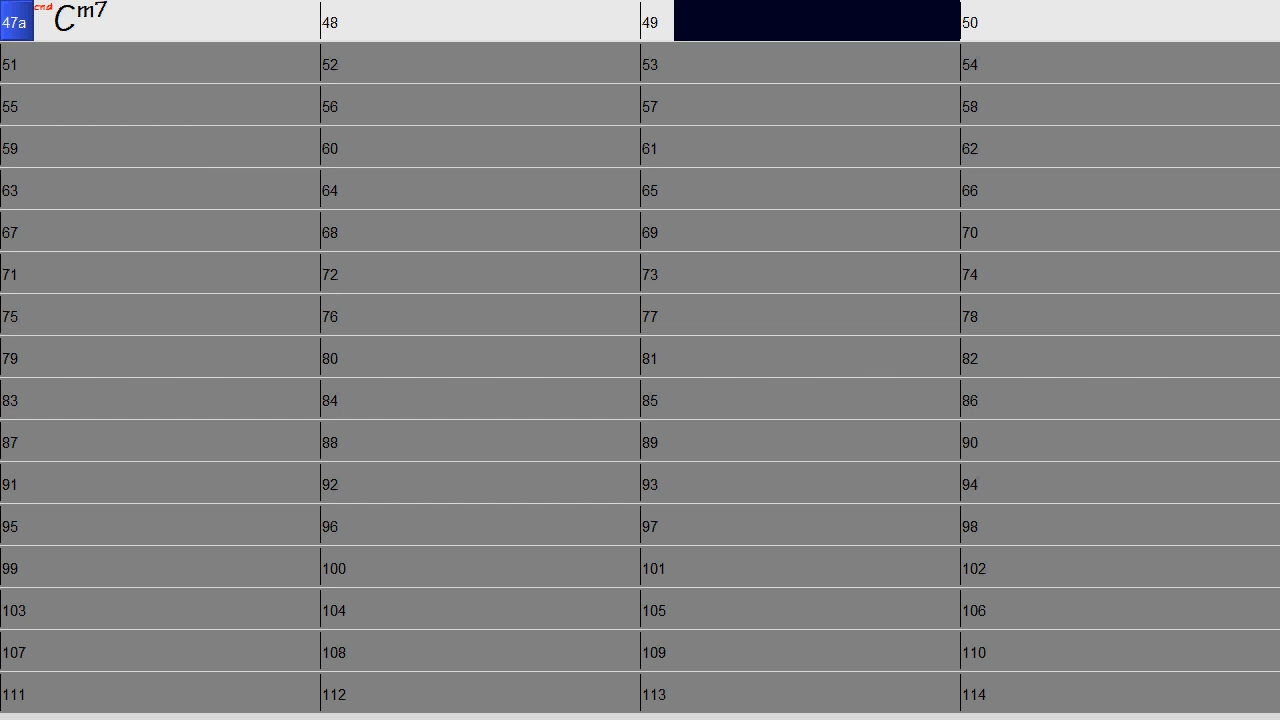 47a end Cm7 48 49 50
51 52 53 54
55 56 57 58
59 60 61 62
63 64 65 66
67 68 69 70
71 72 73 74
75 76 77 78
79 80 81 82
83 84 85 86
87 88 89 90
91 92 93 94
95 96 97 98
99 100 101 102
103 104 105 106
107 108 109 110
111 112 113 114